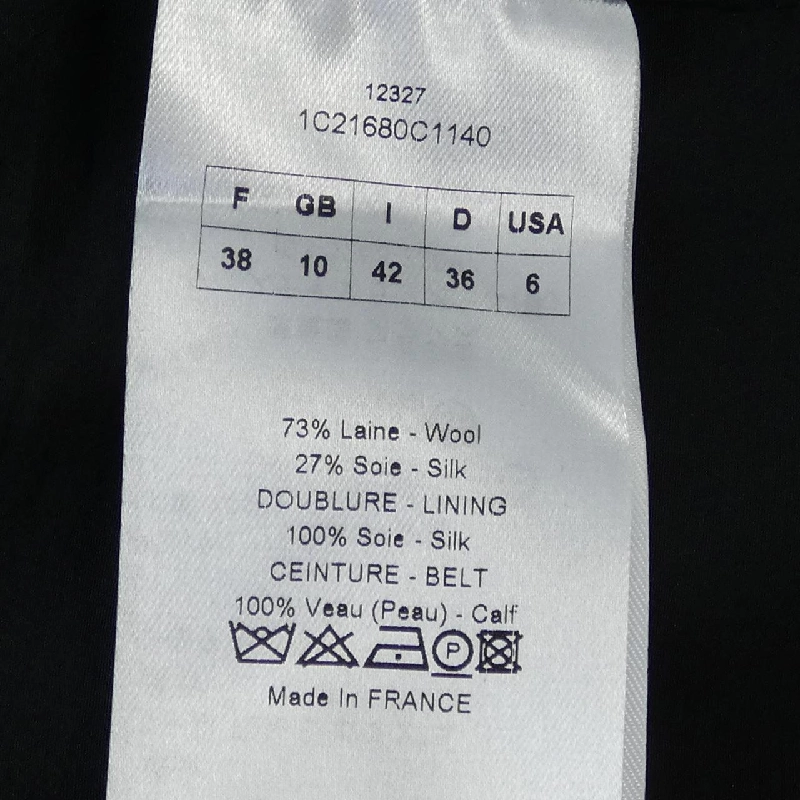 12327
1C21680C1140
F GB I D USA
38 10 42 36 6
73% Laine - Wool
27% Soie - Silk
DOUBLURE - LINING
100% Soie - Silk
CEINTURE - BELT
100% Veau (Peau) - Calf
P
Made In FRANCE